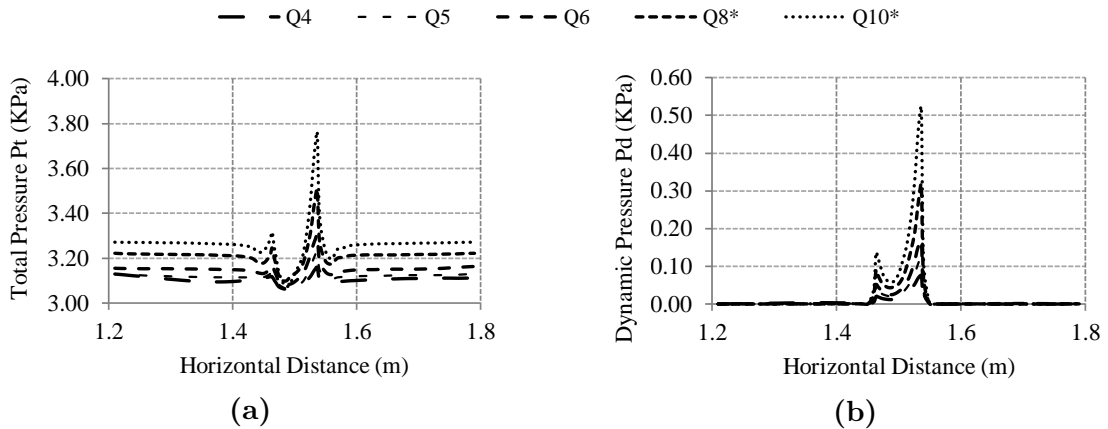 Q4 Q5 Q6 Q8* Q10*
Total Pressure Pt (KPa)
4.00
3.80
3.60
3.40
3.20
3.00
1.2 1.4 1.6 1.8
Horizontal Distance (m)
(a)
Dynamic Pressure Pd (KPa)
0.60
0.50
0.40
0.30
0.20
0.10
0.00
1.2 1.4 1.6 1.8
Horizontal Distance (m)
(b)